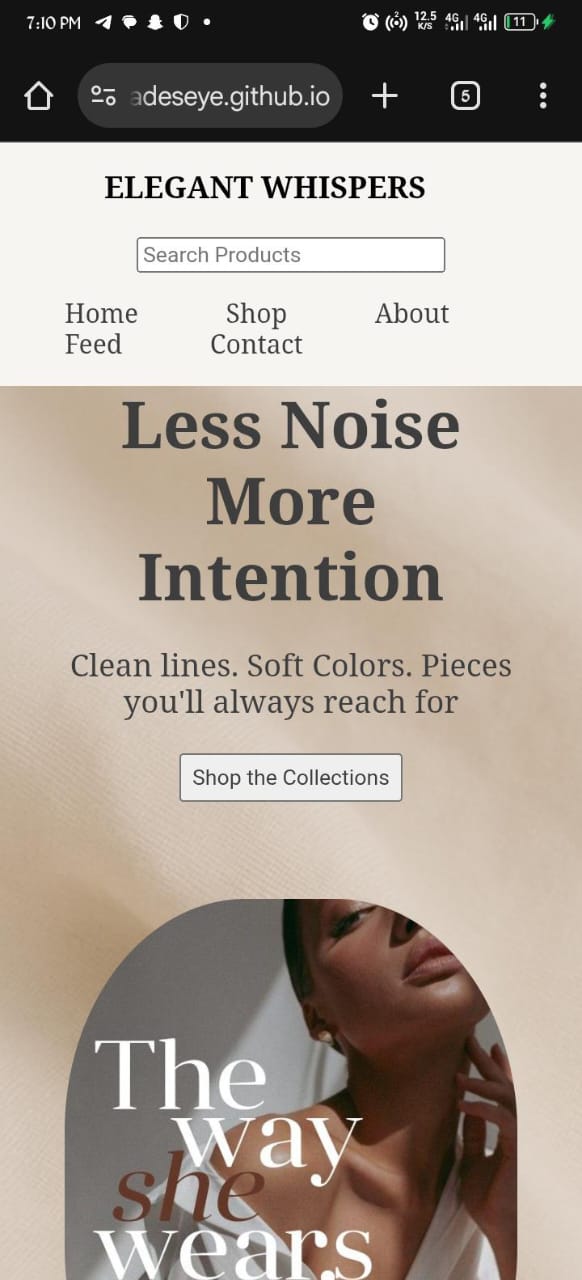 7:10 PM
12.5
K/S
4G
4G
11
adeseye.github.io
5
ELEGANT WHISPERS
Search Products
Home Shop About
Feed Contact
Less Noise
More
Intention
Clean lines. Soft Colors. Pieces
you'll always reach for
Shop the Collections
The
way
she
wears